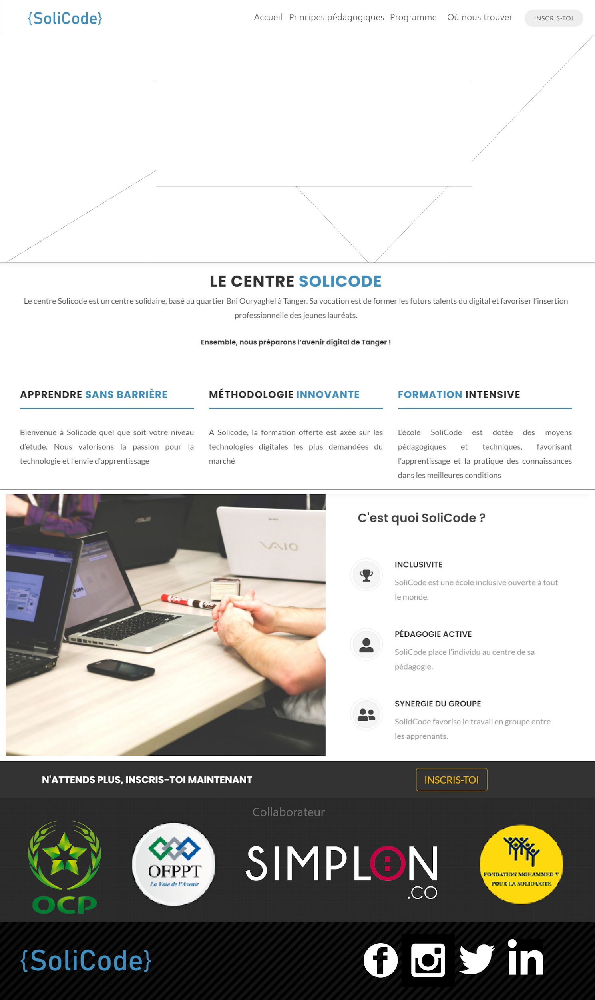 {SoliCode}
Accueil Principes pédagogiques Programme Où nous trouver INSCRIS-TOI
LE CENTRE SOLICODE
Le centre Solicode est un centre solidaire, basé au quartier Bni Ouryaghel à Tanger. Sa vocation est de former les futurs talents du digital et favoriser l’insertion
professionnelle des jeunes lauréats.
Ensemble, nous préparons l’avenir digital de Tanger !
APPRENDRE SANS BARRIÈRE
Bienvenue à Solicode quel que soit votre niveau
d’étude. Nous valorisons la passion pour la
technologie et l’envie d'apprentissage
MÉTHODOLOGIE INNOVANTE
A Solicode, la formation offerte est axée sur les
technologies digitales les plus demandées du
marché
FORMATION INTENSIVE
L’école SoliCode est dotée des moyens
pédagogiques et techniques, favorisant
l’apprentissage et la pratique des connaissances
dans les meilleures conditions
ASUS
SONY
VAIO
C'est quoi SoliCode ?
INCLUSIVITE
SoliCode est une école inclusive ouverte à tout
le monde.
PÉDAGOGIE ACTIVE
SoliCode place l’individu au centre de sa
pédagogie.
SYNERGIE DU GROUPE
SolidCode favorise le travail en groupe entre
les apprenants.
N'ATTENDS PLUS, INSCRIS-TOI MAINTENANT
INSCRIS-TOI
Collaborateur
OCP
OFPPT
La Voie de l'Avenir
SIMPLON
.CO
FONDATION MOHAMMED V
POUR LA SOLIDARITE
{SoliCode}
f
in